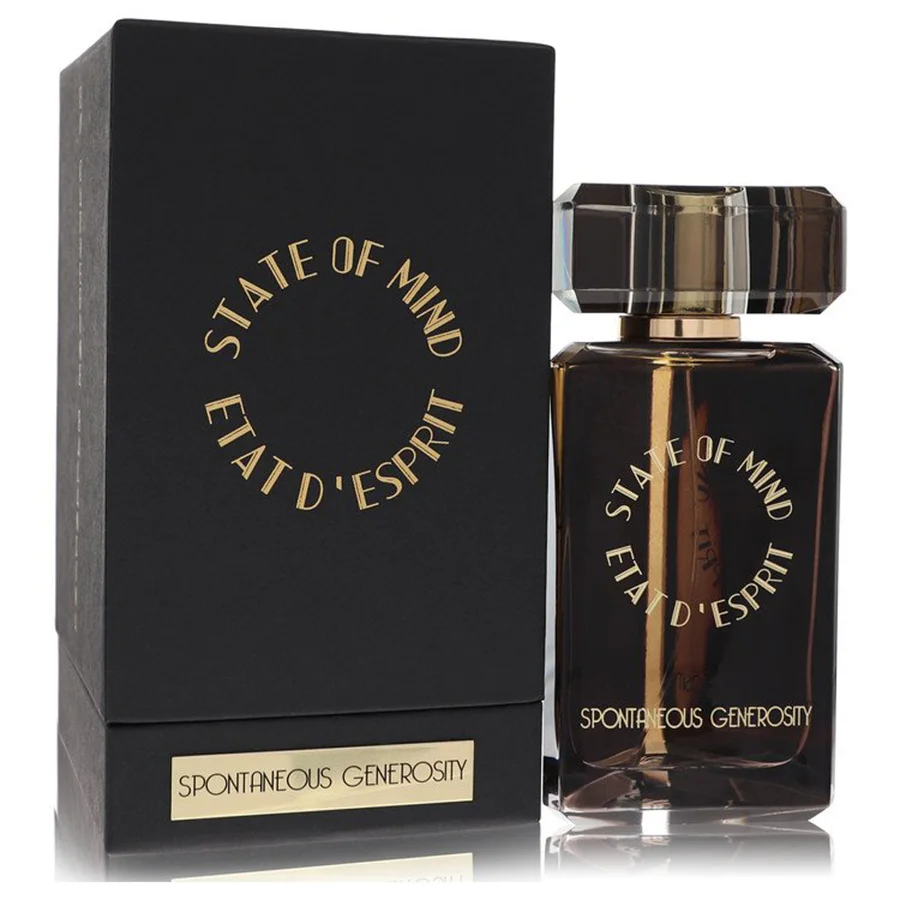 STATE OF MIND
ETAT D'ESPRIT
SPONTANEOUS GENEROSITY
STATE OF MIND
ETAT D'ESPRIT
SPONTANEOUS GENEROSITY